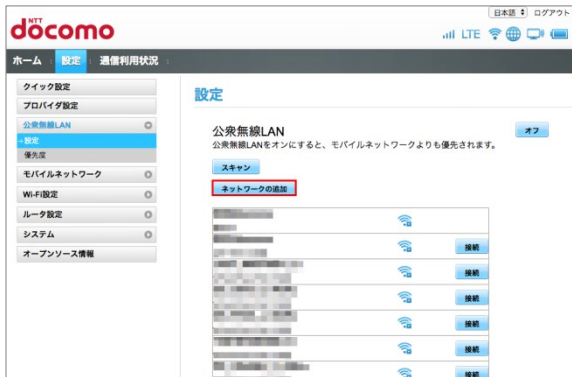 日本語 ログアウト
NTT
döcomo
LTE
ホーム : 設定 : 通信利用状況
クイック設定
プロバイダ設定
公衆無線LAN
設定
優先度
モバイルネットワーク
Wi-Fi設定
ルータ設定
システム
オープンソース情報
設定
公衆無線LAN
オフ
公衆無線LANをオンにすると、モバイルネットワークよりも優先されます。
スキャン
ネットワークの追加
接続
接続
接続
接続
接続
接続